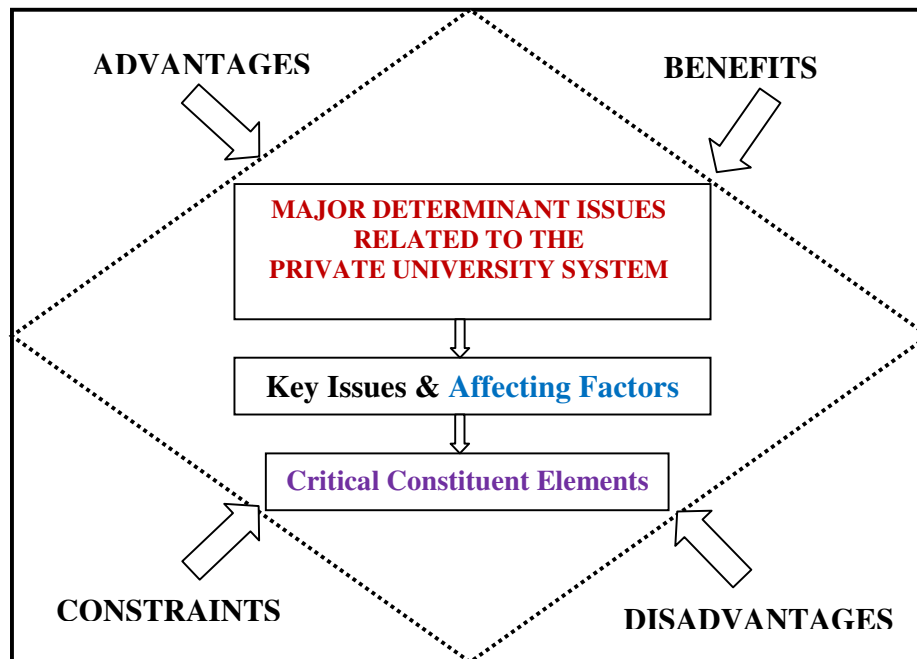 ADVANTAGES
BENEFITS
MAJOR DETERMINANT ISSUES
RELATED TO THE
PRIVATE UNIVERSITY SYSTEM
Key Issues & Affecting Factors
Critical Constituent Elements
CONSTRAINTS
DISADVANTAGES